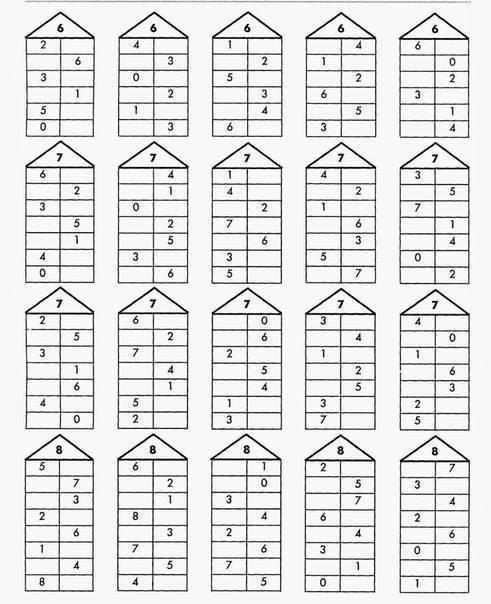 6 6 6 6 6
2 4 1 4 6
6 3 2 1 0
3 0 5 2 2
1 2 3 6 3
5 1 4 5 1
0 3 6 3 4
7 7 7 7 7
6 4 1 4 3
2 1 4 2 5
3 0 2 1 7
5 2 7 6 1
1 5 6 3 4
4 3 3 5 0
0 6 5 7 2
7 7 7 7 7
2 6 0 3 4
5 2 6 4 0
3 7 2 1 1
1 4 5 2 6
6 1 4 5 3
4 5 1 3 2
0 2 3 7 5
8 8 8 8 8
5 6 1 2 7
7 2 0 5 3
3 1 3 7 4
2 8 4 6 2
6 3 2 4 6
1 7 6 3 0
4 5 7 1 5
8 4 5 0 1